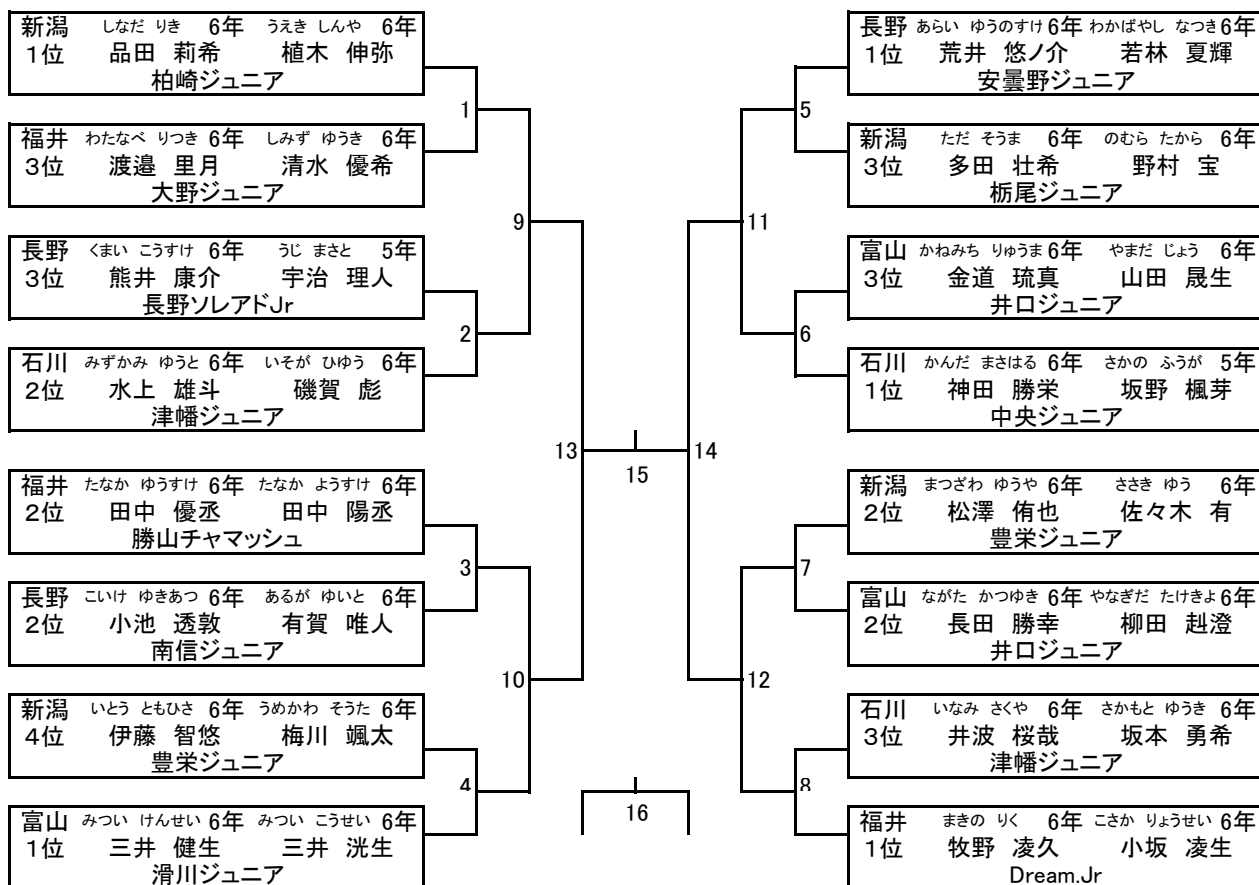 新潟 しなだ りき 6年 うえき しんや 6年
1位 品田 莉希 植木 伸弥
柏崎ジュニア
1
福井 わたなべ りつき 6年 しみず ゆうき 6年
3位 渡邉 里月 清水 優希
大野ジュニア
9
長野 くまい こうすけ 6年 うじ まさと 5年
3位 熊井 康介 宇治 理人
長野ソレアドJr
2
石川 みずかみ ゆうと 6年 いそが ひゆう 6年
2位 水上 雄斗 磯賀 彪
津幡ジュニア
13
福井 たなか ゆうすけ 6年 たなか ようすけ 6年
2位 田中 優丞 田中 陽丞
勝山チャマッシュ
3
長野 こいけ ゆきあつ 6年 あるが ゆいと 6年
2位 小池 透敦 有賀 唯人
南信ジュニア
10
新潟 いとう ともひさ 6年 うめかわ そうた 6年
4位 伊藤 智悠 梅川 颯太
豊栄ジュニア
4
富山 みつい けんせい 6年 みつい こうせい 6年
1位 三井 健生 三井 洸生
滑川ジュニア
15
16
長野 あらい ゆうのすけ 6年 わかばやし なつき 6年
1位 荒井 悠ノ介 若林 夏輝
安曇野ジュニア
5
新潟 ただ そうま 6年 のむら たから 6年
3位 多田 壮希 野村 宝
栃尾ジュニア
11
富山 かねみち りゅうま 6年 やまだ じょう 6年
3位 金道 琉真 山田 晟生
井口ジュニア
6
石川 かんだ まさはる 6年 さかの ふうが 5年
1位 神田 勝栄 坂野 楓芽
中央ジュニア
14
新潟 まつざわ ゆうや 6年 ささき ゆう 6年
2位 松澤 侑也 佐々木 有
豊栄ジュニア
7
富山 ながた かつゆき 6年 やなぎだ たけきよ 6年
2位 長田 勝幸 柳田 赳澄
井口ジュニア
12
石川 いなみ さくや 6年 さかもと ゆうき 6年
3位 井波 桜哉 坂本 勇希
津幡ジュニア
8
福井 まきの りく 6年 こさか りょうせい 6年
1位 牧野 凌久 小坂 凌生
Dream.Jr